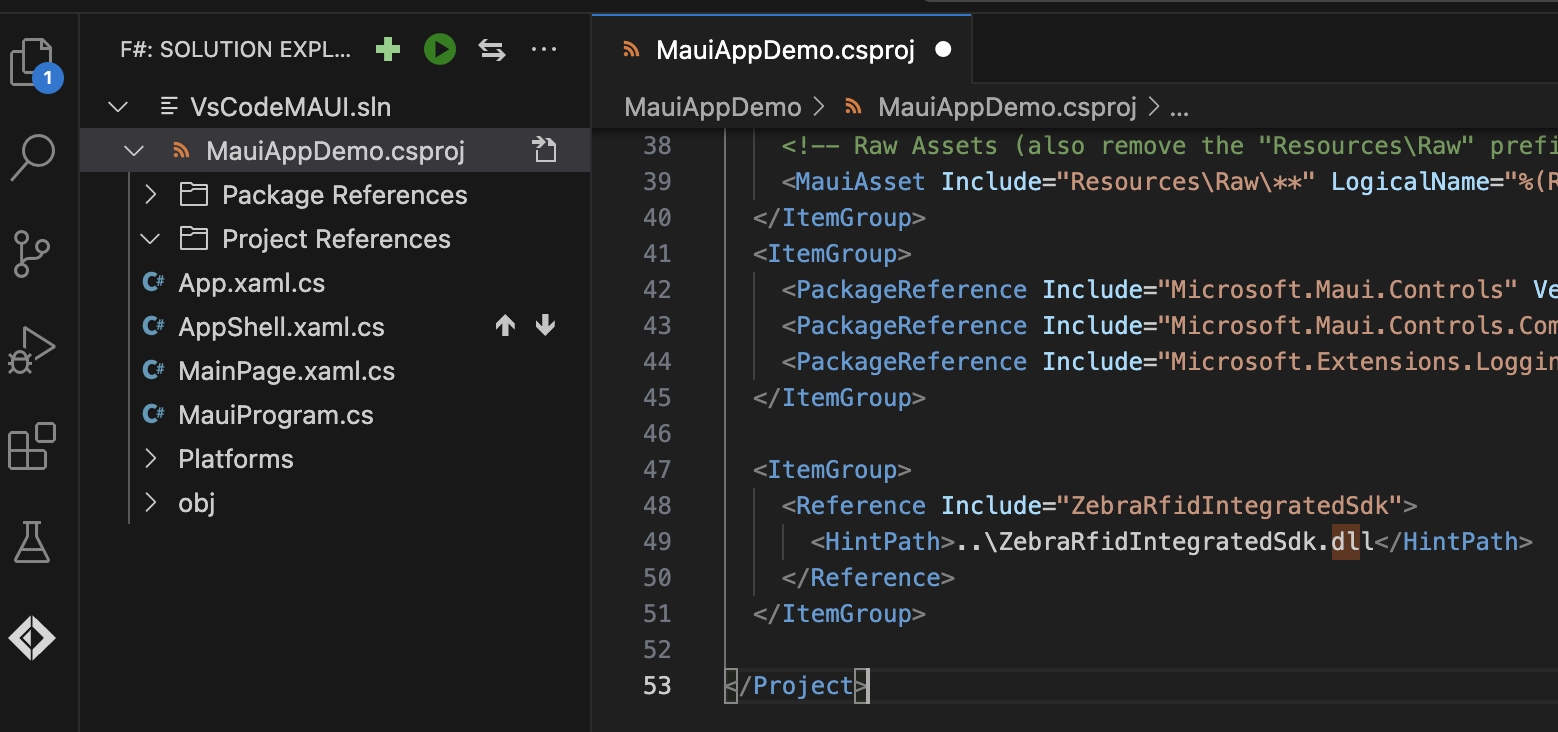 1
F#: SOLUTION EXPL...
VsCodeMAUI.sln
MauiAppDemo.csproj
Package References
Project References
App.xaml.cs
AppShell.xaml.cs
MainPage.xaml.cs
MauiProgram.cs
Platforms
obj
MauiAppDemo.csproj
MauiAppDemo > MauiAppDemo.csproj > ...
38 <!-- Raw Assets (also remove the "Resources\Raw" prefi
39 <MauiAsset Include="Resources\Raw\**" LogicalName="%(R
40 </ItemGroup>
41 <ItemGroup>
42 <PackageReference Include="Microsoft.Maui.Controls" Ve
43 <PackageReference Include="Microsoft.Maui.Controls.Com
44 <PackageReference Include="Microsoft.Extensions.Loggin
45 </ItemGroup>
46
47 <ItemGroup>
48 <Reference Include="ZebraRfidIntegratedSdk">
49 <HintPath>..\ZebraRfidIntegratedSdk.dll</HintPath>
50 </Reference>
51 </ItemGroup>
52
53 </Project>